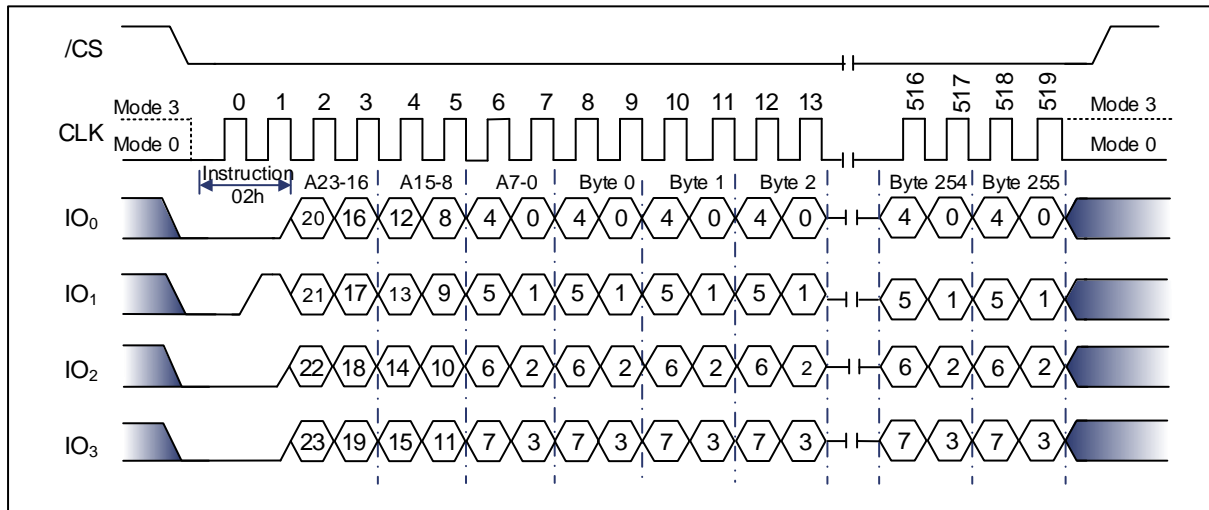 /CS
0 1 2 3 4 5 6 7 8 9 10 11 12 13 516 517 518 519
Mode 3 Mode 3
CLK
Mode 0 Mode 0
Instruction 02h A23-16 A15-8 A7-0 Byte 0 Byte 1 Byte 2 Byte 254 Byte 255
IO0 20 16 12 8 4 0 4 0 4 0 4 0 4 0 4 0
IO1 21 17 13 9 5 1 5 1 5 1 5 1 5 1 5 1
IO2 22 18 14 10 6 2 6 2 6 2 6 2 6 2 6 2
IO3 23 19 15 11 7 3 7 3 7 3 7 3 7 3 7 3